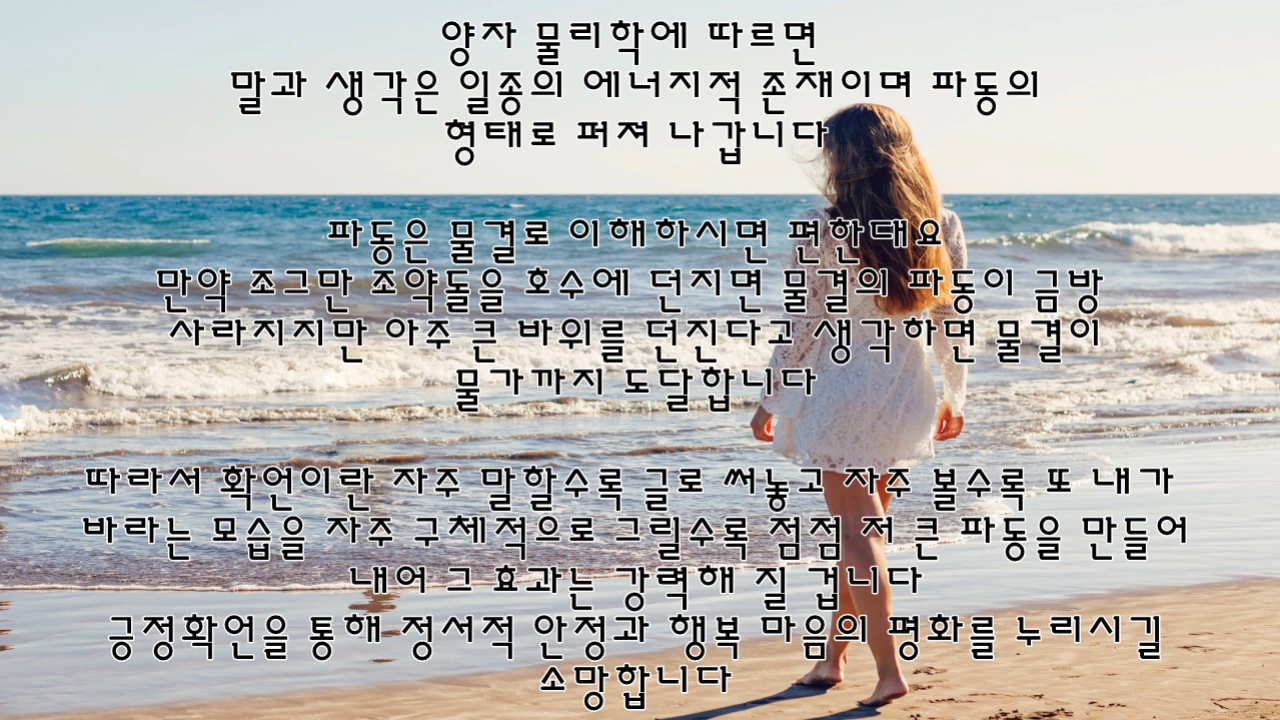 양자 물리학에 따르면
말과 생각은 일종의 에너지적 존재이며 파동의
형태로 퍼져 나갑니다
파동은 물결로 이해하시면 편한대요
만약 죠그만 조약돌을 호수에 던지면 물결의 파동이 금방
사라지지만 아주 큰 바위를 던진다고 생각하면 물결이
물가까지 도달합니다
따라서 확언이란 자주 말할수록 글로 써놓고 자주 볼수록 또 내가
바라는 모습을 자주 구체적으로 그릴수록 점점 저 큰 파동을 만들어
내어 그 효과는 강력해 질 겁니다
긍정확언을 통해 정서적 안정과 행복 마음의 평화를 누리시길
소망합니다